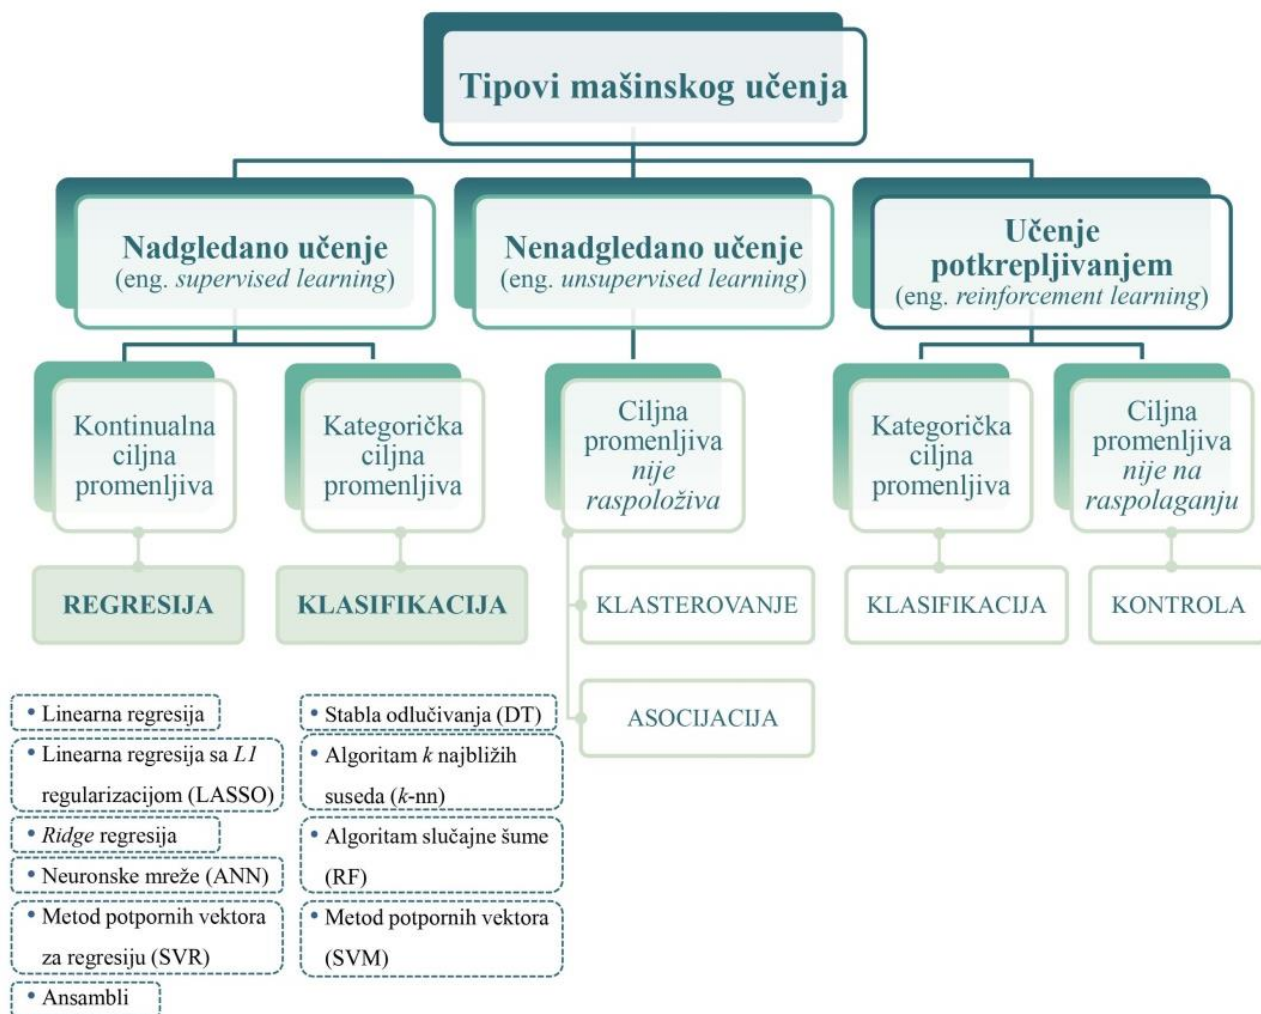 Tipovi mašinskog učenja
Nadgledano učenje
(eng. supervised learning)
Nenadgledano učenje
(eng. unsupervised learning)
Učenje
potkrepljivanjem
(eng. reinforcement learning)
Kontinualna
ciljna
promenljiva
Kategorička
ciljna
promenljiva
Ciljna
promenljiva
nije
raspoloživa
Kategorička
ciljna
promenljiva
Ciljna
promenljiva
nije na
raspolaganju
REGRESIJA
KLASIFIKACIJA
KLASTEROVANJE
KLASIFIKACIJA
KONTROLA
ASOCIJACIJA
• Linearna regresija
• Linearna regresija sa L1
regularizacijom (LASSO)
• Ridge regresija
• Neuronske mreže (ANN)
• Metod potpornih vektora
za regresiju (SVR)
• Ansambli
• Stabla odlučivanja (DT)
• Algoritam k najbližih
suseda (k-nn)
• Algoritam slučajne šume
(RF)
• Metod potpornih vektora
(SVM)